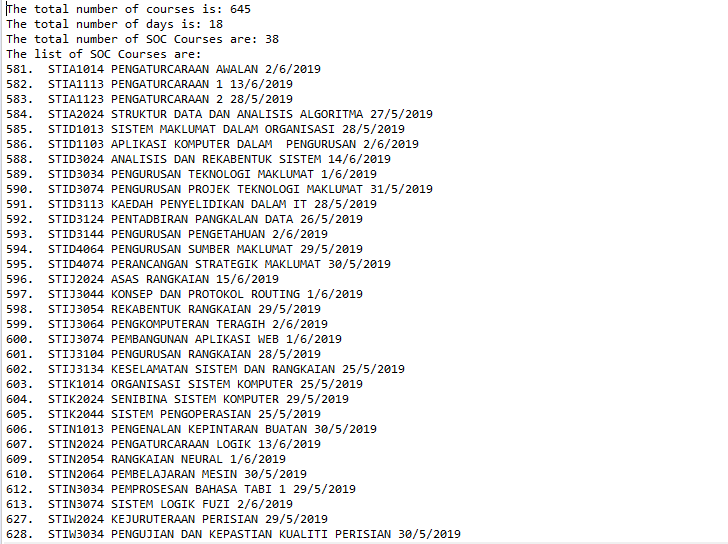 The total number of courses is: 645
The total number of days is: 18
The total number of SOC Courses are: 38
The list of SOC Courses are:
581.  STIA1014 PENGATURCARAAN AWALAN 2/6/2019
582.  STIA1113 PENGATURCARAAN 1 13/6/2019
583.  STIA1123 PENGATURCARAAN 2 28/5/2019
584.  STIA2024 STRUKTUR DATA DAN ANALISIS ALGORITMA 27/5/2019
585.  STID1013 SISTEM MAKLUMAT DALAM ORGANISASI 28/5/2019
586.  STID1103 APLIKASI KOMPUTER DALAM  PENGURUSAN 2/6/2019
588.  STID3024 ANALISIS DAN REKABENTUK SISTEM 14/6/2019
589.  STID3034 PENGURUSAN TEKNOLOGI MAKLUMAT 1/6/2019
590.  STID3074 PENGURUSAN PROJEK TEKNOLOGI MAKLUMAT 31/5/2019
591.  STID3113 KAEDAH PENYELIDIKAN DALAM IT 28/5/2019
592.  STID3124 PENTADBIRAN PANGKALAN DATA 26/5/2019
593.  STID3144 PENGURUSAN PENGETAHUAN 2/6/2019
594.  STID4064 PENGURUSAN SUMBER MAKLUMAT 29/5/2019
595.  STID4074 PERANCANGAN STRATEGIK MAKLUMAT 30/5/2019
596.  STIJ2024 ASAS RANGKAIAN 15/6/2019
597.  STIJ3044 KONSEP DAN PROTOKOL ROUTING 1/6/2019
598.  STIJ3054 REKABENTUK RANGKAIAN 29/5/2019
599.  STIJ3064 PENGKOMPUTERAN TERAGIH 2/6/2019
600.  STIJ3074 PEMBANGUNAN APLIKASI WEB 1/6/2019
601.  STIJ3104 PENGURUSAN RANGKAIAN 28/5/2019
602.  STIJ3134 KESELAMATAN SISTEM DAN RANGKAIAN 25/5/2019
603.  STIK1014 ORGANISASI SISTEM KOMPUTER 25/5/2019
604.  STIK2024 SENIBINA SISTEM KOMPUTER 29/5/2019
605.  STIK2044 SISTEM PENGOPERASIAN 25/5/2019
606.  STIN1013 PENGENALAN KEPINTARAN BUATAN 30/5/2019
607.  STIN2024 PENGATURCARAAN LOGIK 13/6/2019
609.  STIN2054 RANGKAIAN NEURAL 1/6/2019
610.  STIN2064 PEMBELAJARAN MESIN 30/5/2019
612.  STIN3034 PEMPROSESAN BAHASA TABI 1 29/5/2019
613.  STIN3074 SISTEM LOGIK FUZI 2/6/2019
627.  STIW2024 KEJURUTERAAN PERISIAN 29/5/2019
628.  STIW3034 PENGUJIAN DAN KEPASTIAN KUALITI PERISIAN 30/5/2019